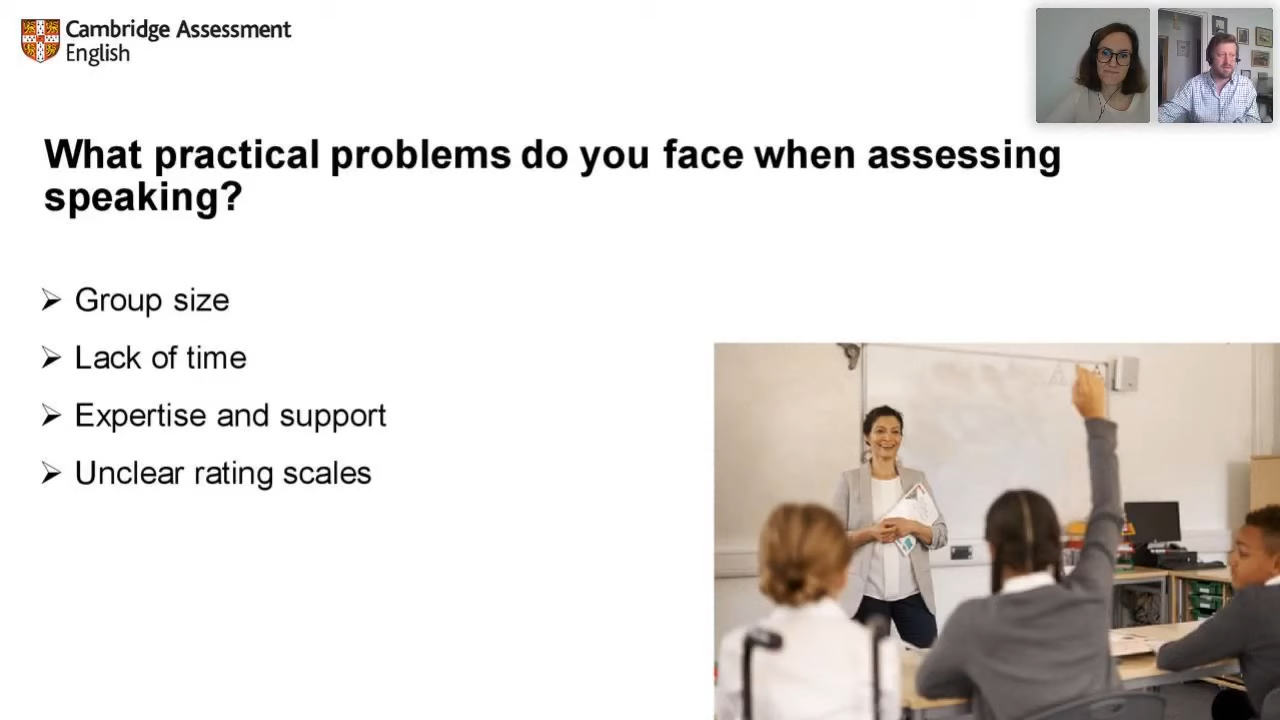 Cambridge Assessment
English
What practical problems do you face when assessing
speaking?
Group size
Lack of time
Expertise and support
Unclear rating scales